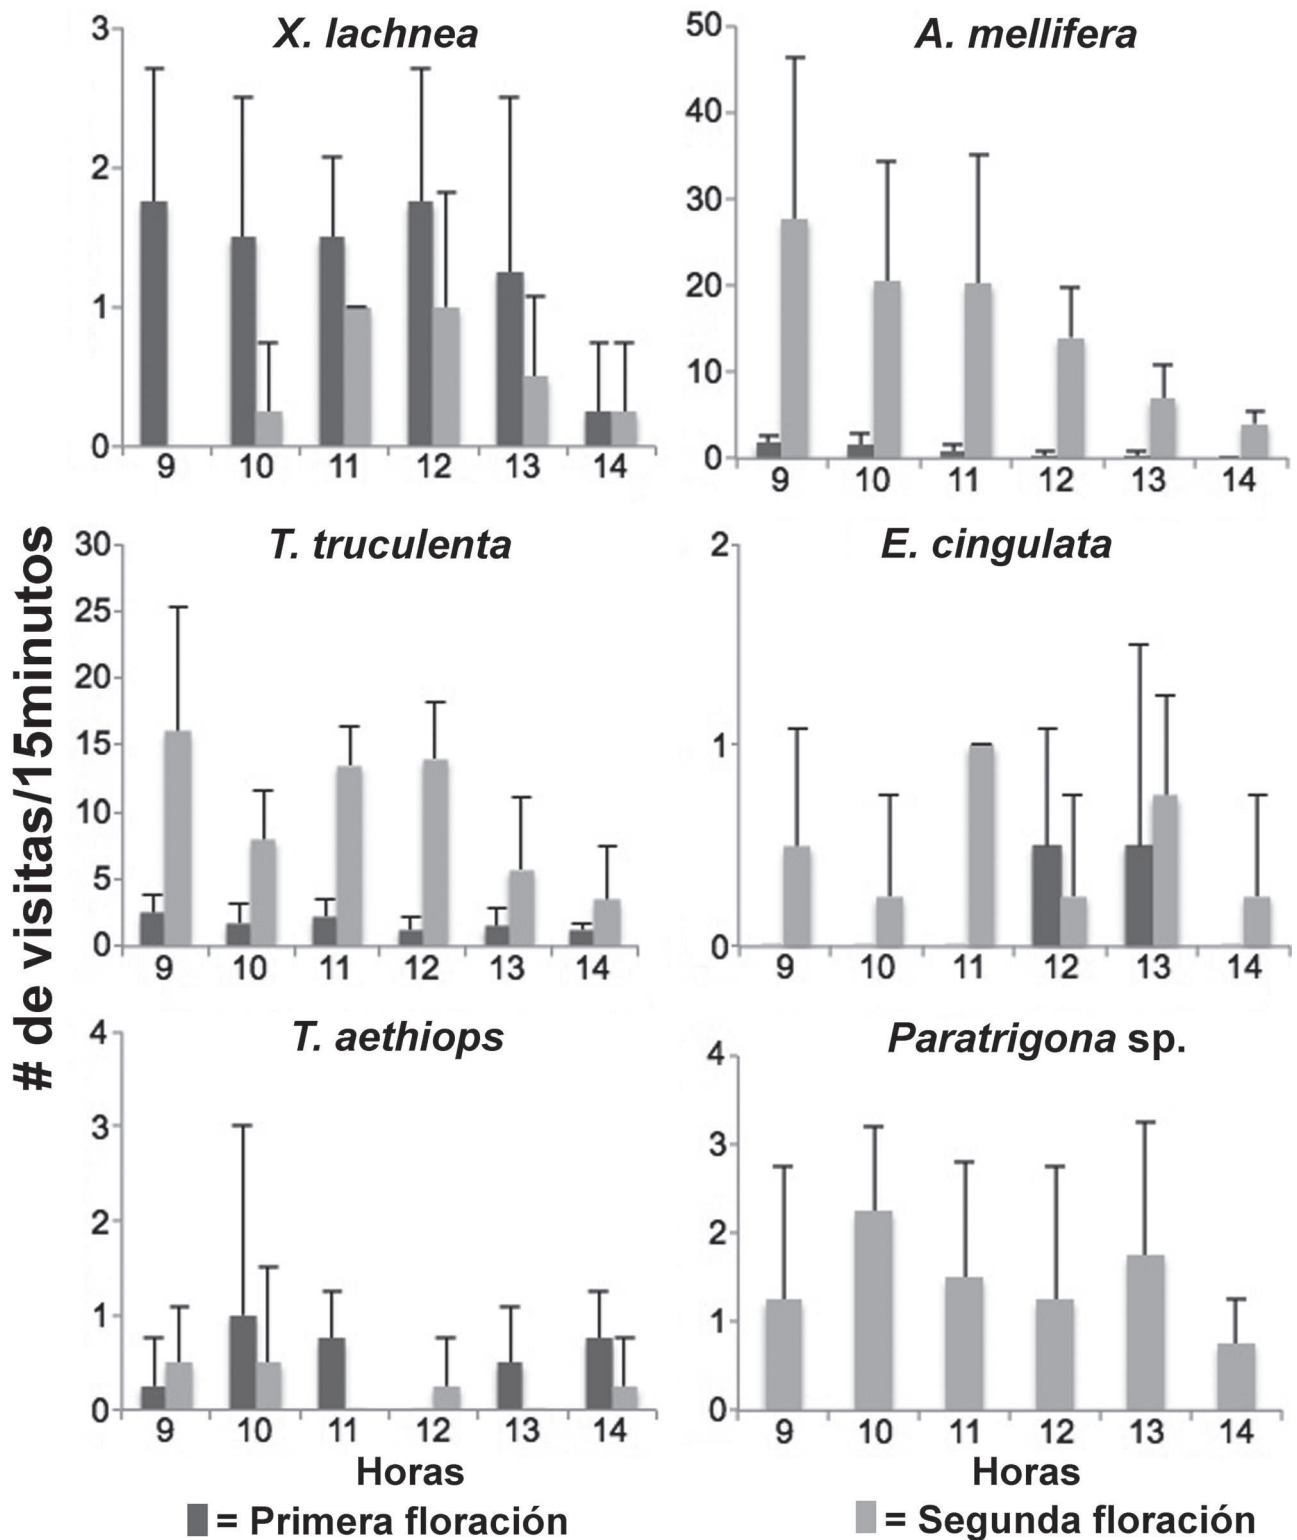 X. lachnea
3
2
1
0
9 10 11 12 13 14
A. mellifera
50
40
30
20
10
0
9 10 11 12 13 14
# de visitas/15minutos
T. truculenta
30
25
20
15
10
5
0
9 10 11 12 13 14
E. cingulata
2
1
0
9 10 11 12 13 14
T. aethiops
4
3
2
1
0
9 10 11 12 13 14
Horas
Paratrigona sp.
4
3
2
1
0
9 10 11 12 13 14
Horas
= Primera floración
= Segunda floración